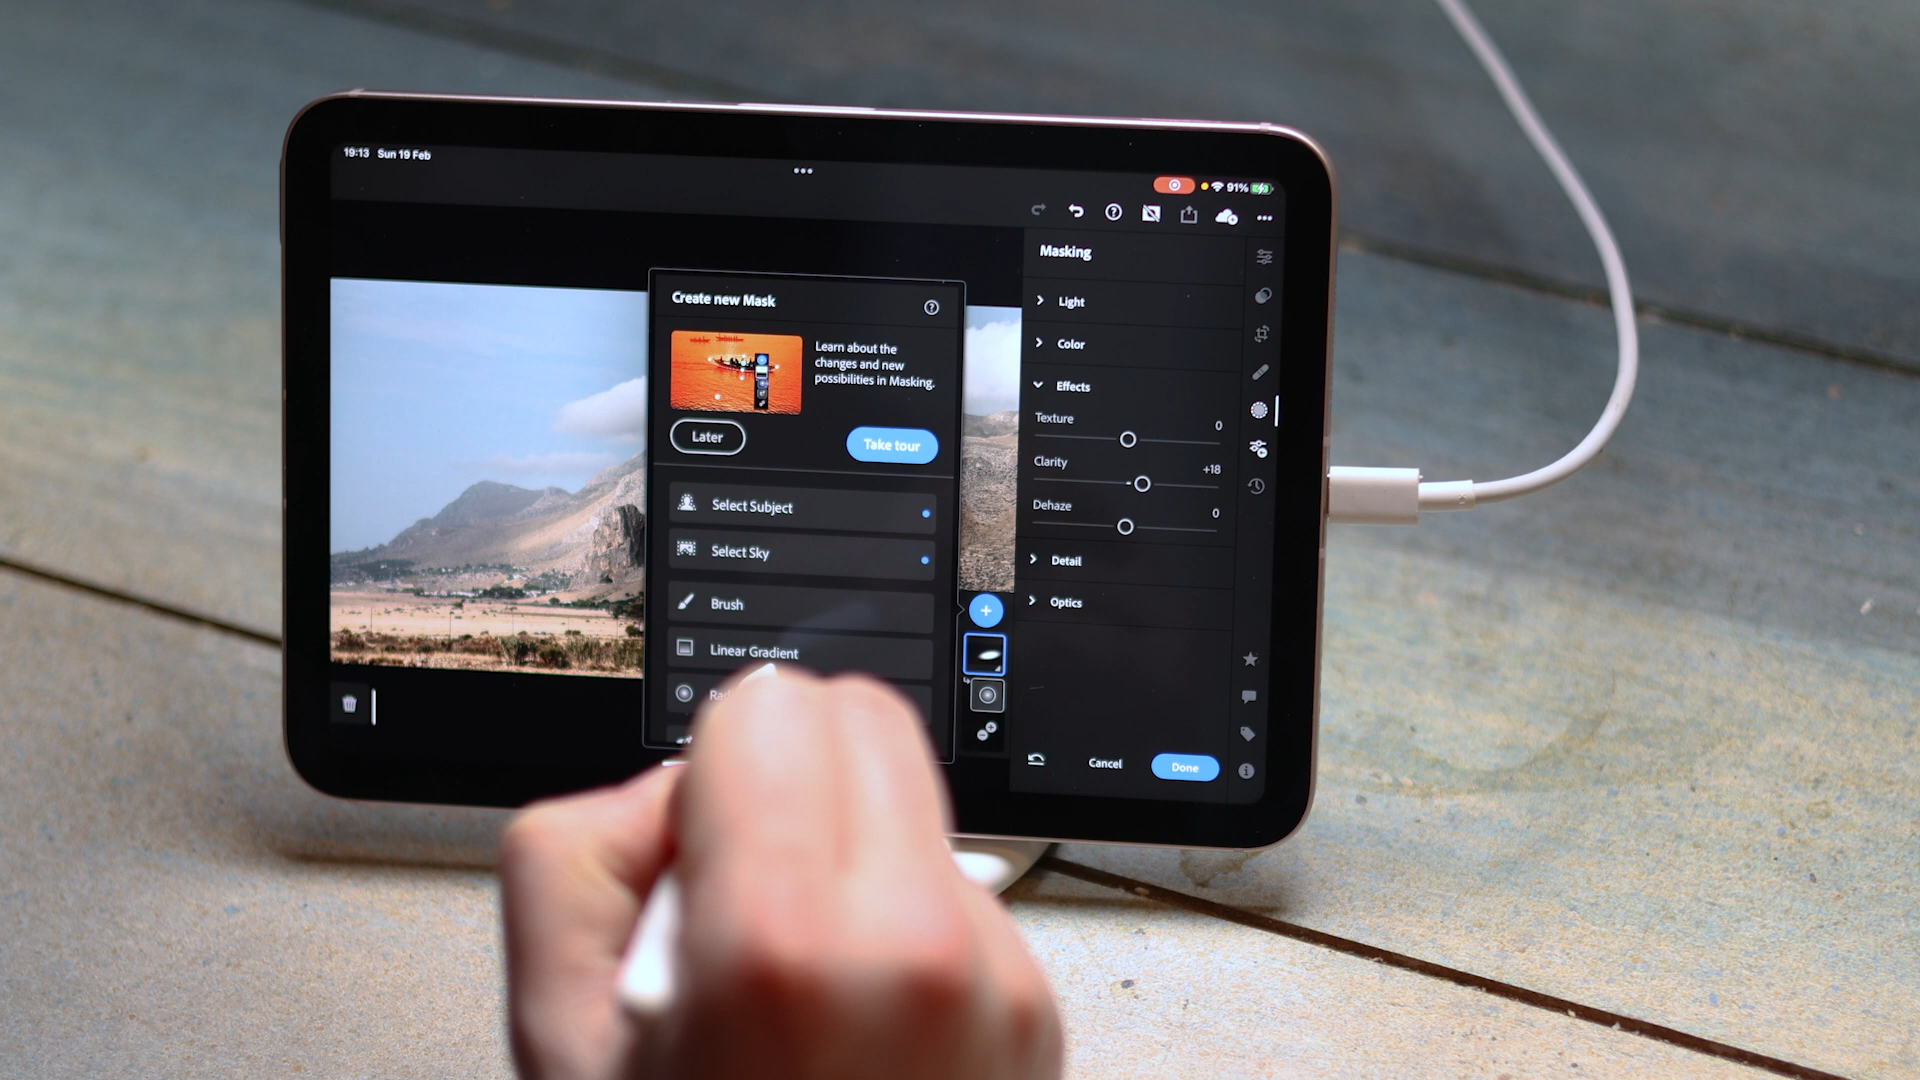 19:13 Sun 19 Feb
91%
Masking
Create new Mask
Learn about the
changes and new
possibilities in Masking.
Later
Take tour
Select Subject
Select Sky
Brush
Linear Gradient
Light
Color
Effects
Texture 0
Clarity +18
Dehaze 0
Detail
Optics
Cancel
Done